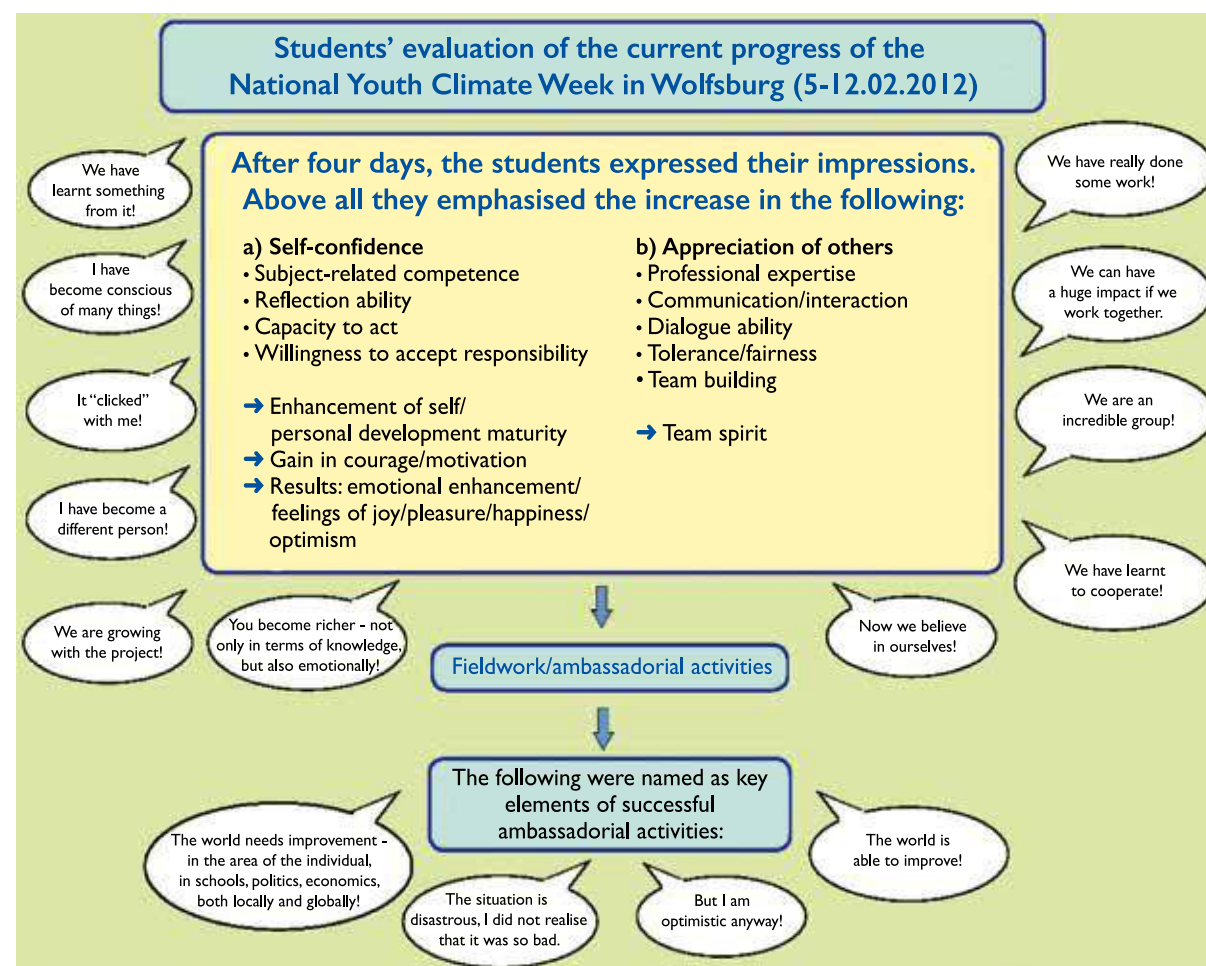 Students’ evaluation of the current progress of the
National Youth Climate Week in Wolfsburg (5-12.02.2012)
After four days, the students expressed their impressions.
Above all they emphasised the increase in the following:
a) Self-confidence
• Subject-related competence
• Reflection ability
• Capacity to act
• Willingness to accept responsibility
➔ Enhancement of self/
personal development maturity
➔ Gain in courage/motivation
➔ Results: emotional enhancement/
feelings of joy/pleasure/happiness/
optimism
b) Appreciation of others
• Professional expertise
• Communication/interaction
• Dialogue ability
• Tolerance/fairness
• Team building
➔ Team spirit
We have
learnt something
from it!
I have
become conscious
of many things!
It “clicked”
with me!
I have become a
different person!
We are growing
with the project!
You become richer - not
only in terms of knowledge,
but also emotionally!
We have really done
some work!
We can have
a huge impact if we
work together.
We are an
incredible group!
We have learnt
to cooperate!
Now we believe
in ourselves!
Fieldwork/ambassadorial activities
The following were named as key
elements of successful
ambassadorial activities:
The world needs improvement -
in the area of the individual,
in schools, politics, economics,
both locally and globally!
The situation is
disastrous, I did not realise
that it was so bad.
But I am
optimistic anyway!
The world is
able to improve!